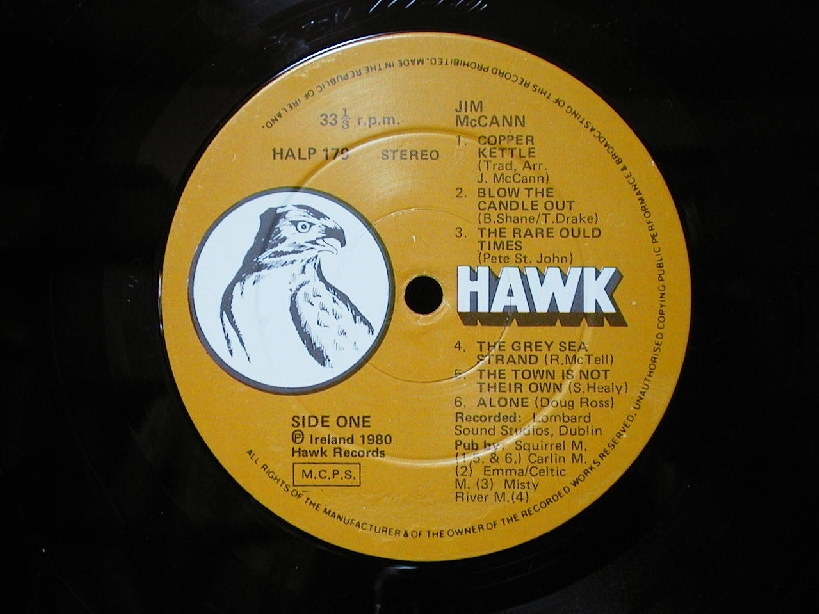 33 1/3 r.p.m.
HALP 178 STEREO
JIM
McCANN
1. COPPER
KETTLE
(Trad, Arr.
J. McCann)
2. BLOW THE
CANDLE OUT
(B.Shane/T.Drake)
3. THE RARE OULD
TIMES
(Pete St. John)
HAWK
4. THE GREY SEA
STRAND (R.McTell)
5. THE TOWN IS NOT
THEIR OWN (S.Healy)
6. ALONE (Doug Ross)
Recorded: Lombard
Sound Studios, Dublin
Pub by: Squirrel M,
(1,5, & 6,) Carlin M,
(2) Emma/Celtic
M. (3) Misty
River M.(4)
SIDE ONE
Ⓟ Ireland 1980
Hawk Records
M.C.P.S.
ALL RIGHTS OF THE MANUFACTURER & OF THE OWNER OF THE RECORDED WORKS RESERVED. UNAUTHORISED COPYING PUBLIC PERFORMANCE & BROADCASTING OF THIS RECORD PROHIBITED. MADE IN THE REPUBLIC OF IRELAND.